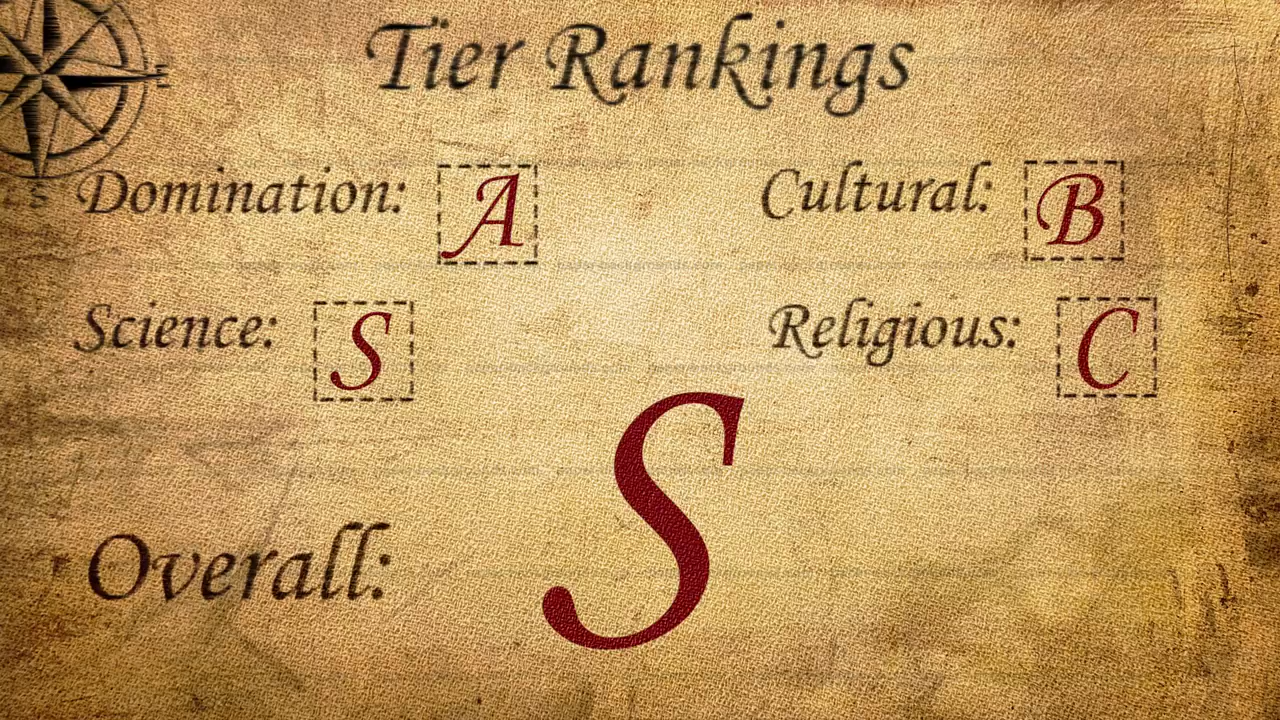 Tier Rankings
Domination: A
Cultural: B
Science: S
Religious: C
Overall: S
E
S